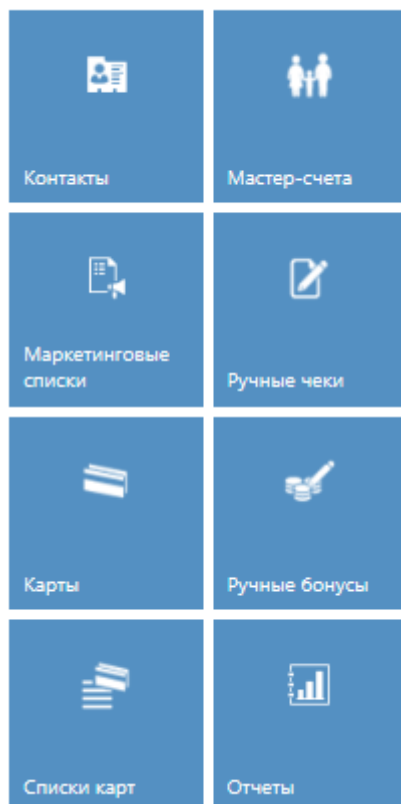 Контакты
Мастер-счета
Маркетинговые
списки
Ручные чеки
Карты
Ручные бонусы
Списки карт
Отчеты